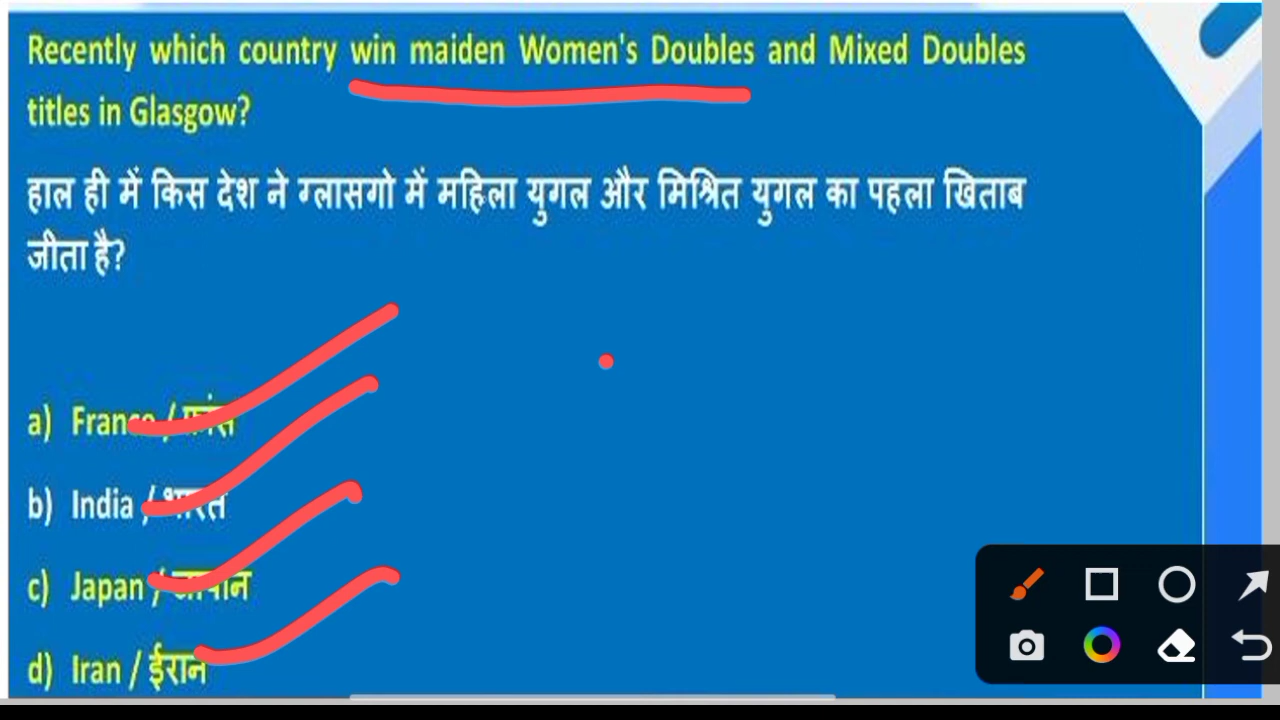 Recently which country win maiden Women's Doubles and Mixed Doubles
titles in Glasgow?
हाल ही में किस देश ने ग्लासगो में महिला युगल और मिश्रित युगल का पहला खिताब
जीता है?
a) France / फ्रांस
b) India / भारत
c) Japan / जापान
d) Iran / ईरान